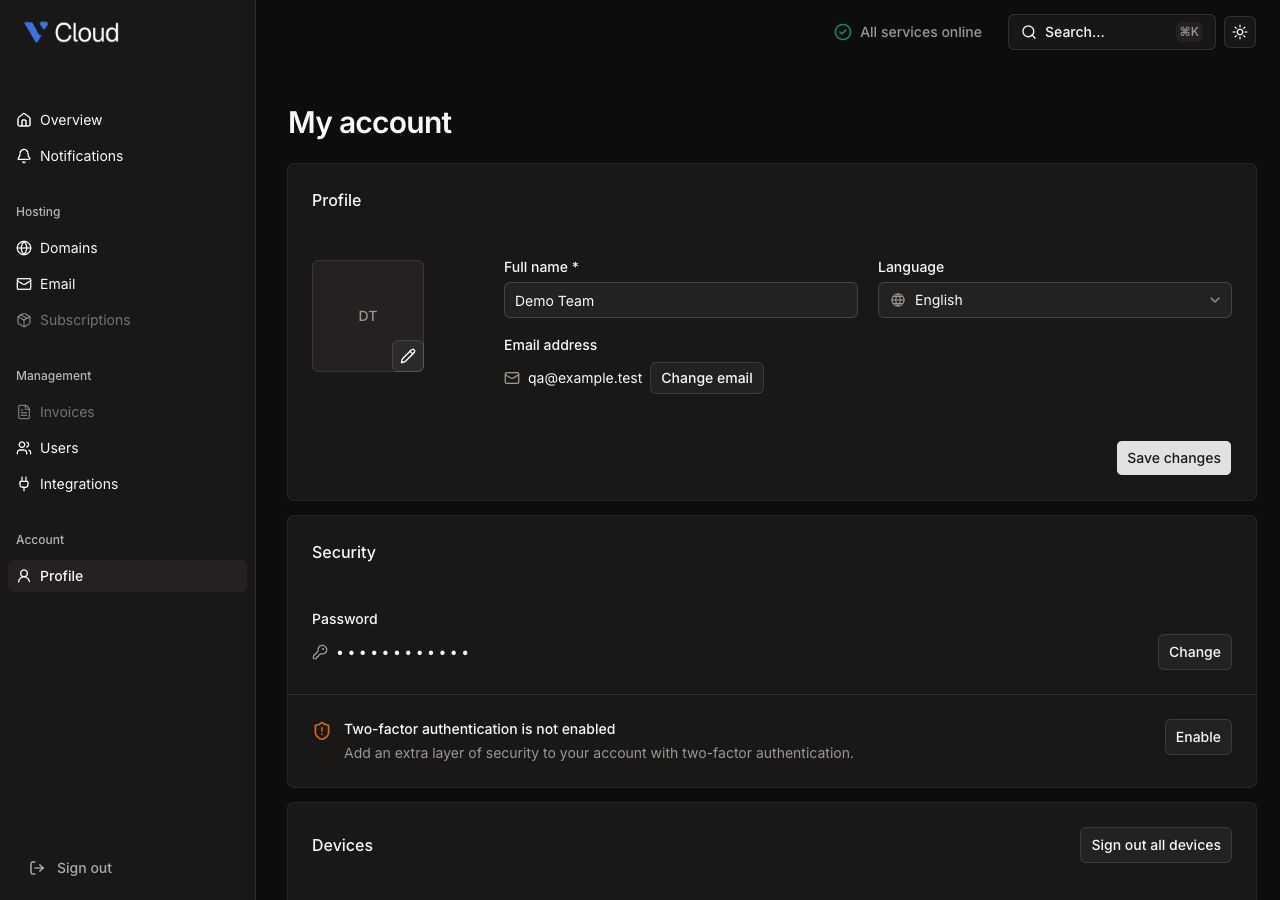 Cloud
All services online
Search...
⌘K
Overview
Notifications
Hosting
Domains
Email
Subscriptions
Management
Invoices
Users
Integrations
Account
Profile
Sign out
My account
Profile
DT
Full name *
Demo Team
Language
English
Email address
qa@example.test
Change email
Save changes
Security
Password
••••••••••••
Change
Two-factor authentication is not enabled
Add an extra layer of security to your account with two-factor authentication.
Enable
Devices
Sign out all devices